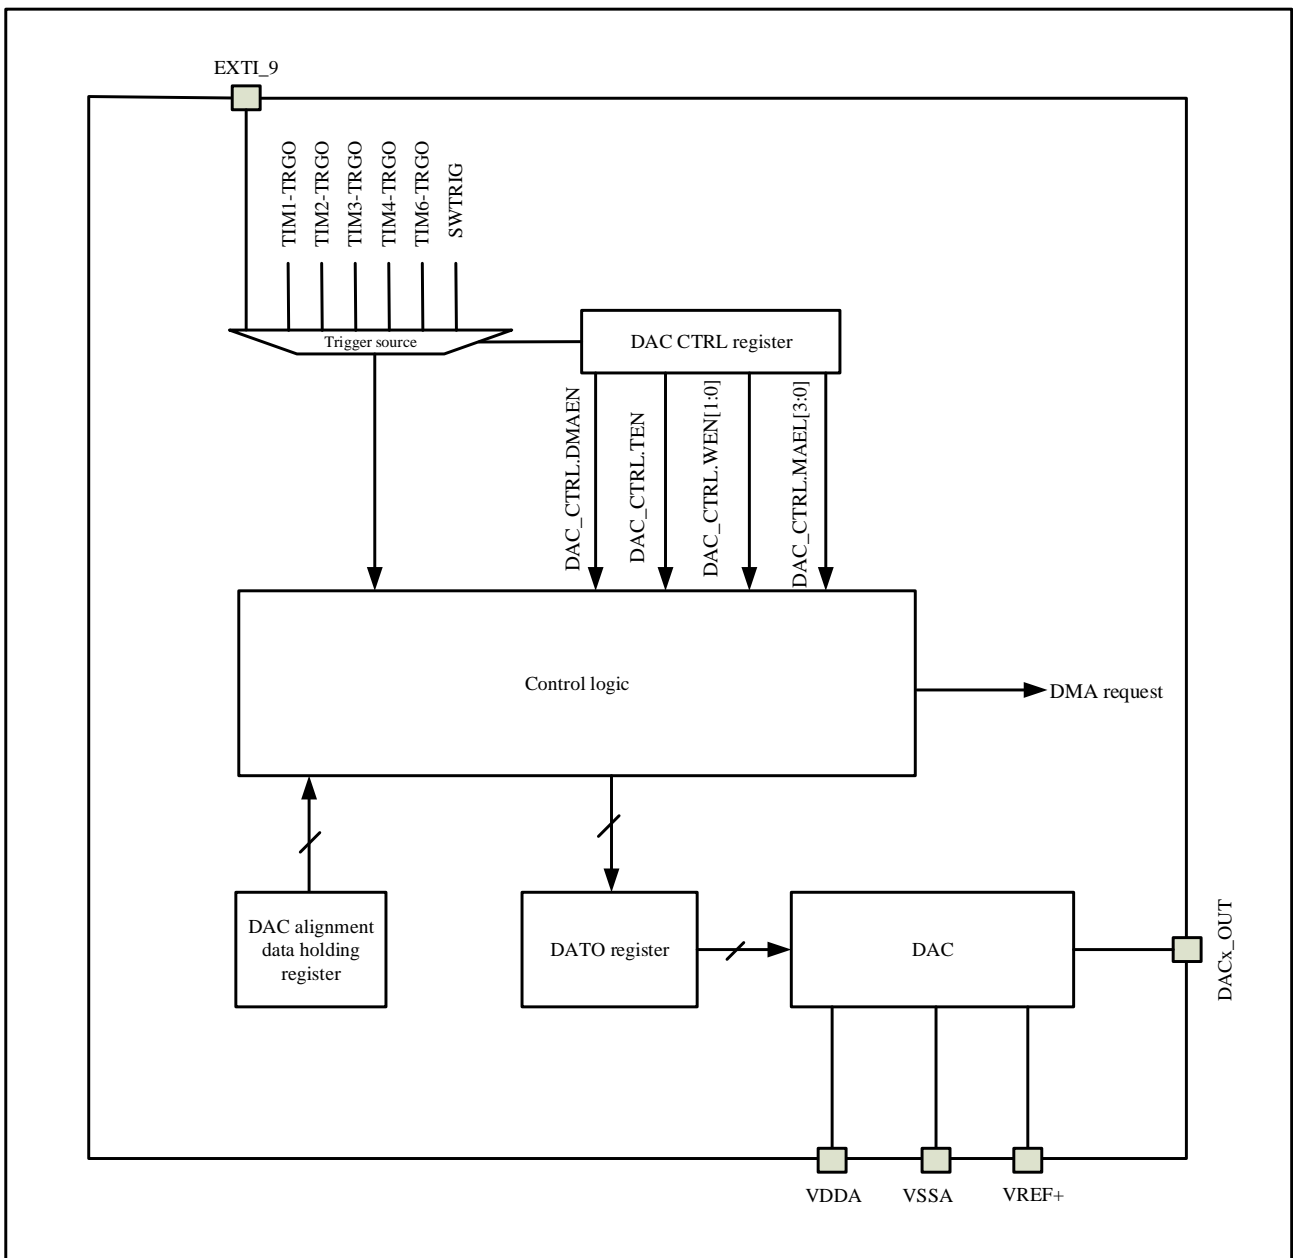 EXTI_9
TIM1-TRGO
TIM2-TRGO
TIM3-TRGO
TIM4-TRGO
TIM6-TRGO
SWTRIG
Trigger source
DAC CTRL register
DAC_CTRL.DMAEN
DAC_CTRL.TEN
DAC_CTRL.WEN[1:0]
DAC_CTRL.MAEL[3:0]
Control logic
DMA request
DAC alignment
data holding
register
DATO register
DAC
DACx_OUT
VDDA
VSSA
VREF+